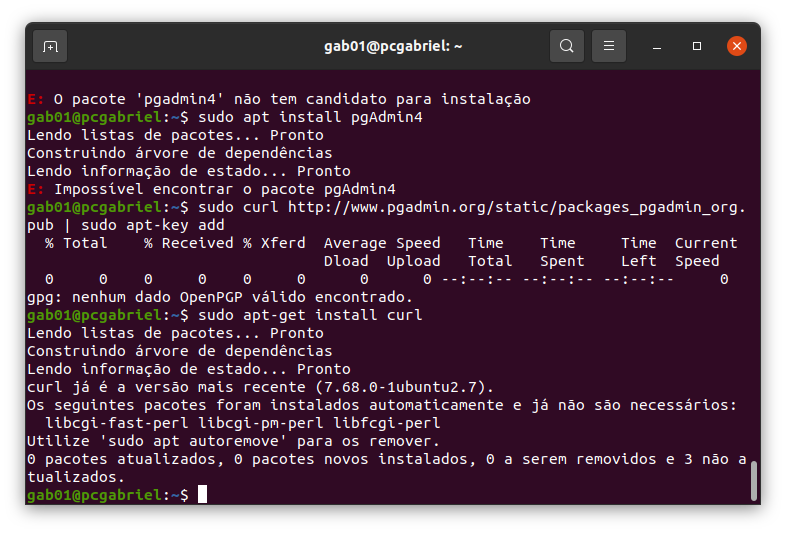 gab01@pcgabriel: ~
E: O pacote 'pgadmin4' não tem candidato para instalação
gab01@pcgabriel:~$ sudo apt install pgAdmin4
Lendo listas de pacotes... Pronto
Construindo árvore de dependências
Lendo informação de estado... Pronto
E: Impossível encontrar o pacote pgAdmin4
gab01@pcgabriel:~$ sudo curl http://www.pgadmin.org/static/packages_pgadmin_org.
pub | sudo apt-key add
  % Total    % Received % Xferd  Average Speed   Time    Time     Time  Current
                                 Dload  Upload   Total   Spent    Left  Speed
  0     0    0     0    0     0      0      0 --:--:-- --:--:-- --:--:--     0
gpg: nenhum dado OpenPGP válido encontrado.
gab01@pcgabriel:~$ sudo apt-get install curl
Lendo listas de pacotes... Pronto
Construindo árvore de dependências
Lendo informação de estado... Pronto
curl já é a versão mais recente (7.68.0-1ubuntu2.7).
Os seguintes pacotes foram instalados automaticamente e já não são necessários:
  libcgi-fast-perl libcgi-pm-perl libfcgi-perl
Utilize 'sudo apt autoremove' para os remover.
0 pacotes atualizados, 0 pacotes novos instalados, 0 a serem removidos e 3 não a
tualizados.
gab01@pcgabriel:~$